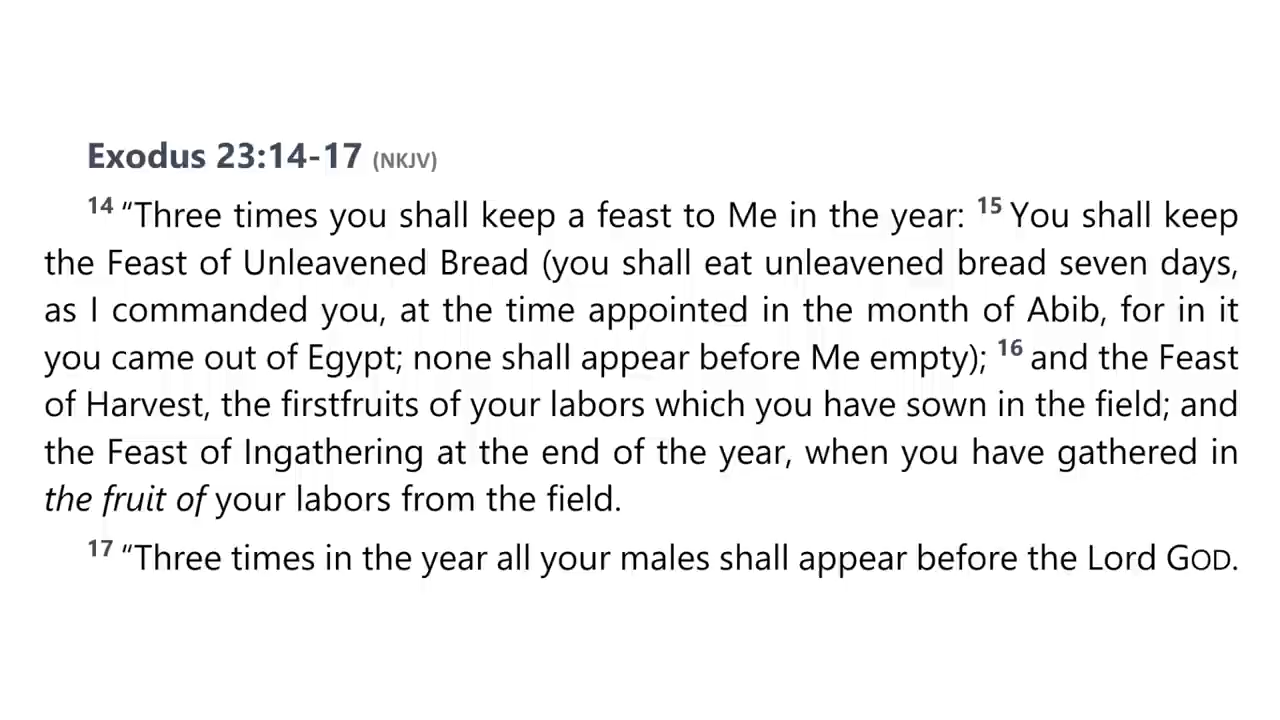 Exodus 23:14-17 (NKJV)
14 “Three times you shall keep a feast to Me in the year: 15 You shall keep
the Feast of Unleavened Bread (you shall eat unleavened bread seven days,
as I commanded you, at the time appointed in the month of Abib, for in it
you came out of Egypt; none shall appear before Me empty); 16 and the Feast
of Harvest, the firstfruits of your labors which you have sown in the field; and
the Feast of Ingathering at the end of the year, when you have gathered in
the fruit of your labors from the field.
17 “Three times in the year all your males shall appear before the Lord GOD.